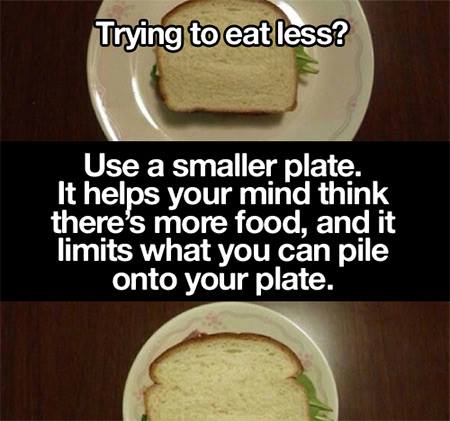 Trying to eat less?
Use a smaller plate.
It helps your mind think
there's more food, and it
limits what you can pile
onto your plate.